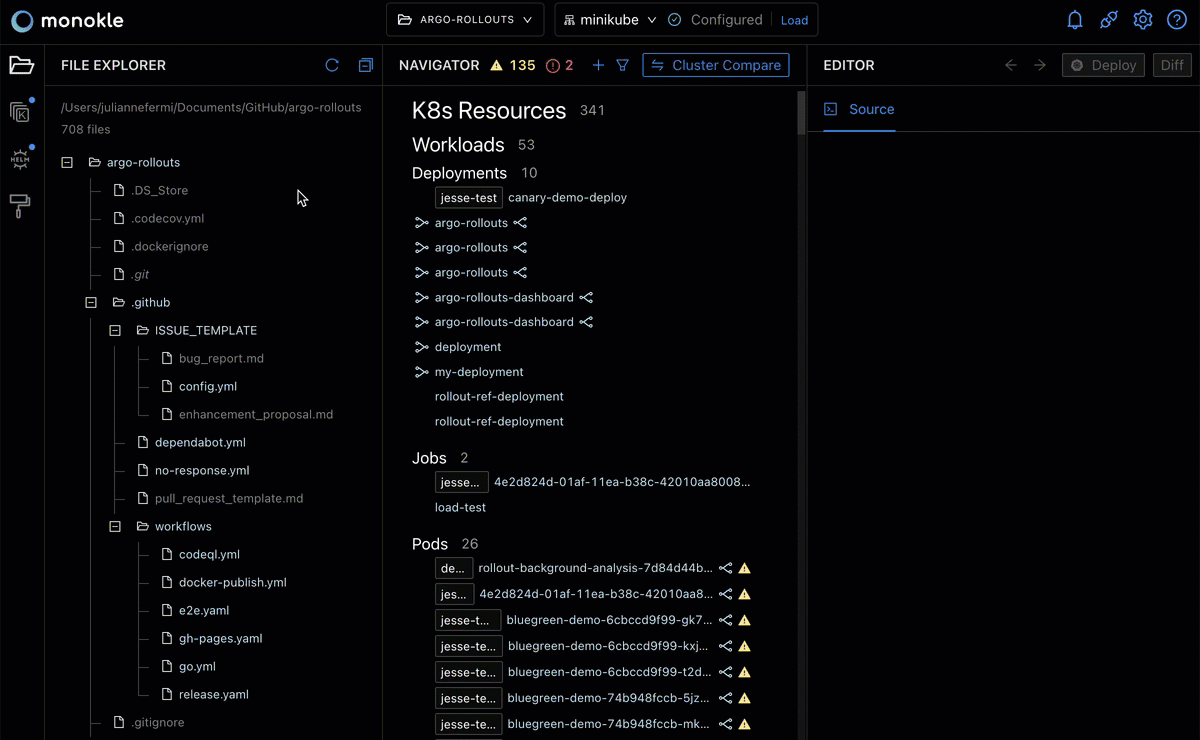 monokle
ARGO-ROLLOUTS
minikube
Configured
Load
FILE EXPLORER
/Users/juliannefermi/Documents/GitHub/argo-rollouts
708 files
argo-rollouts
.DS_Store
.codecov.yml
.dockerignore
.git
.github
ISSUE_TEMPLATE
bug_report.md
config.yml
enhancement_proposal.md
dependabot.yml
no-response.yml
pull_request_template.md
workflows
codeql.yml
docker-publish.yml
e2e.yaml
gh-pages.yaml
go.yml
release.yaml
.gitignore
K
HELM
NAVIGATOR 135 2
Cluster Compare
K8s Resources 341
Workloads 53
Deployments 10
jesse-test canary-demo-deploy
argo-rollouts
argo-rollouts
argo-rollouts
argo-rollouts-dashboard
argo-rollouts-dashboard
deployment
my-deployment
rollout-ref-deployment
rollout-ref-deployment
Jobs 2
jesse... 4e2d824d-01af-11ea-b38c-42010aa8008...
load-test
Pods 26
de... rollout-background-analysis-7d84d44b...
jes... 4e2d824d-01af-11ea-b38c-42010aa8...
jesse-t... bluegreen-demo-6cbccd9f99-gk7...
jesse-te... bluegreen-demo-6cbccd9f99-kxj...
jesse-te... bluegreen-demo-6cbccd9f99-t2d...
jesse-te... bluegreen-demo-74b948fccb-5jz...
jesse-te... bluegreen-demo-74b948fccb-mk...
EDITOR
Deploy
Diff
Source